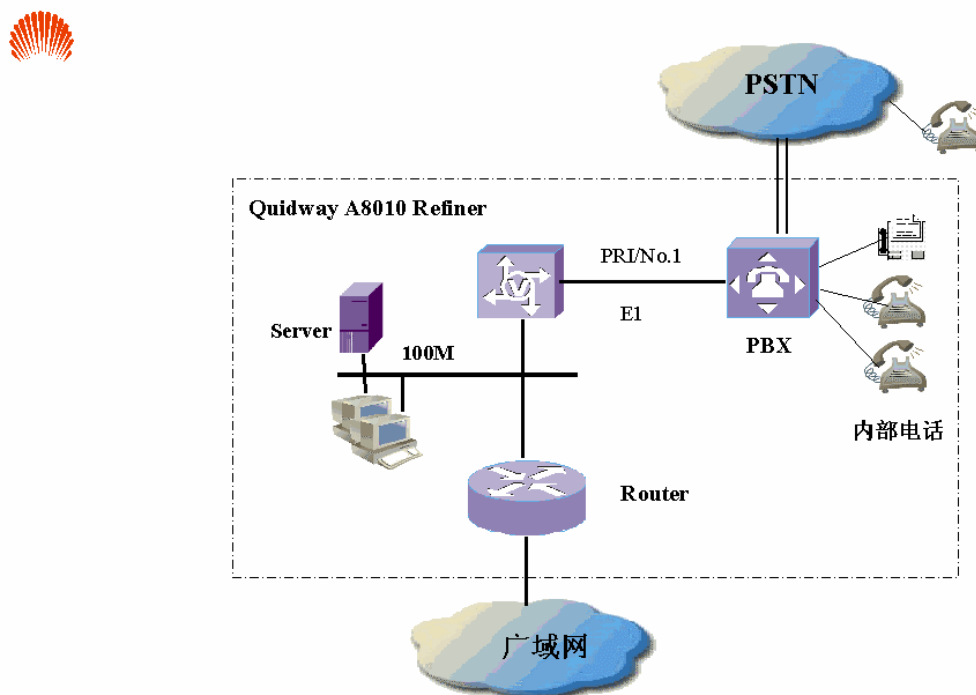 PSTN
Quidway A8010 Refiner
PRI/No.1
E1
Server
100M
PBX
内部电话
Router
广域网